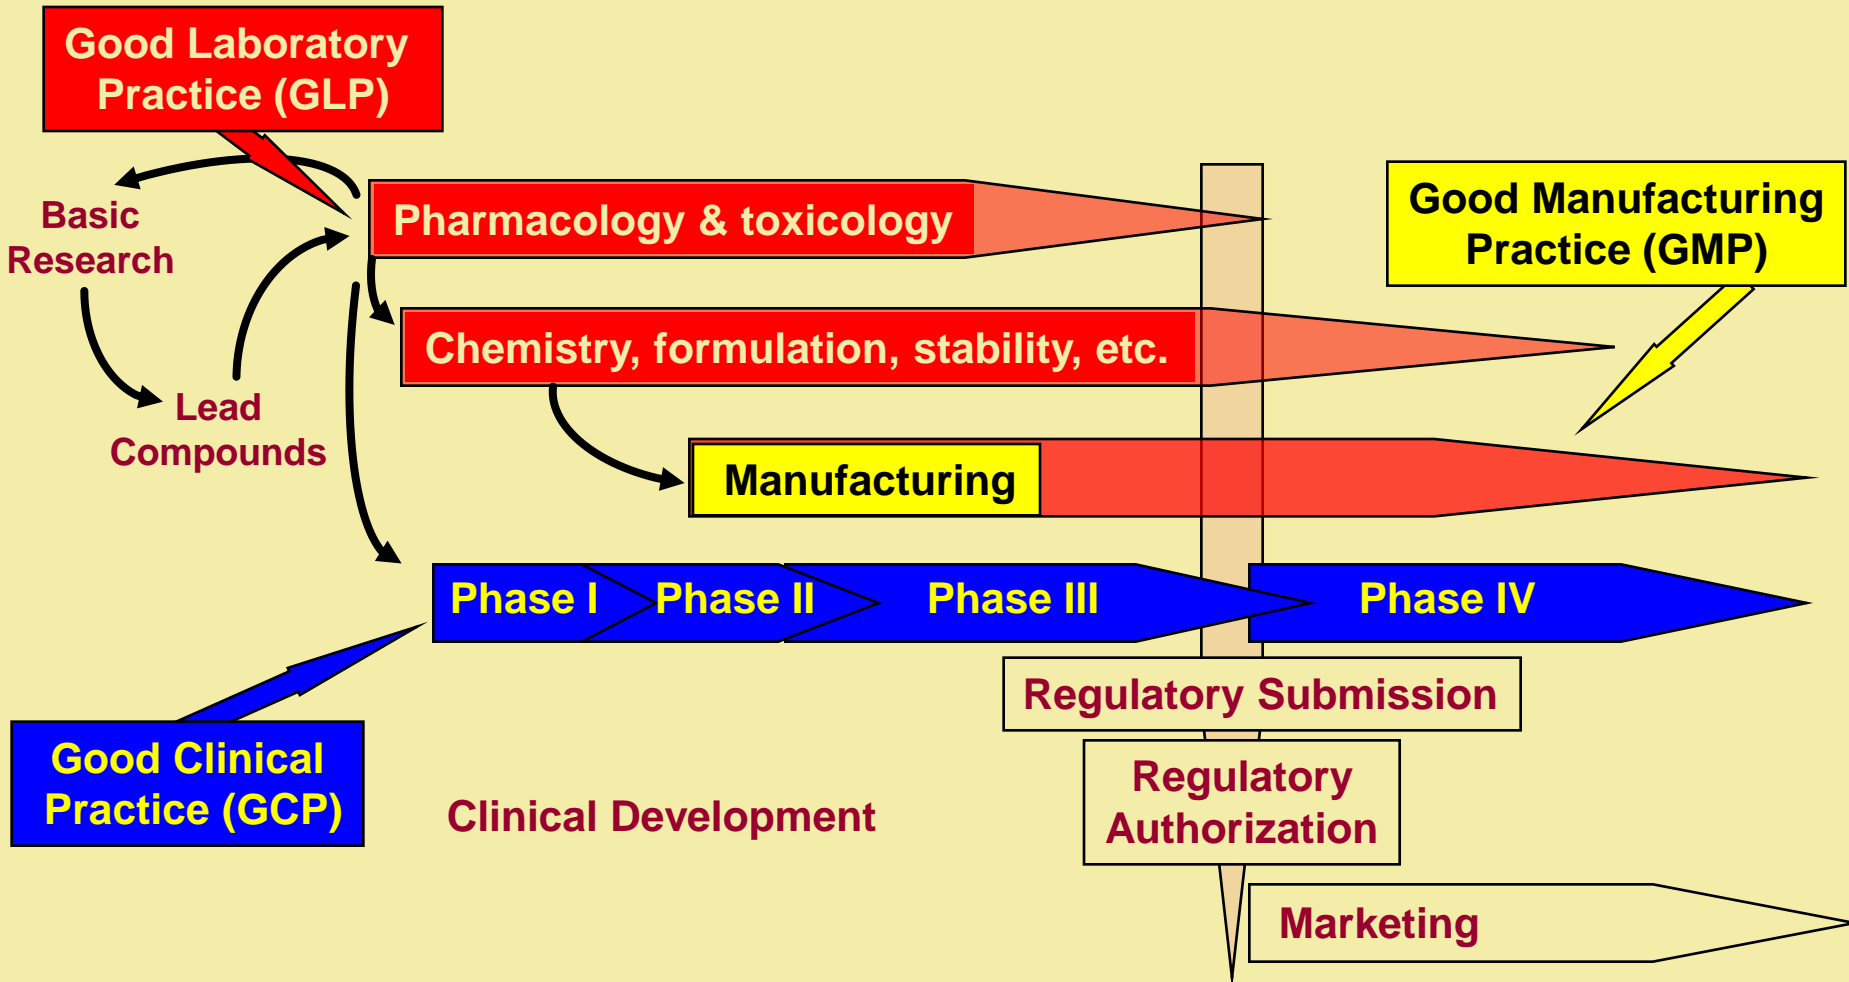 Good Laboratory
Practice (GLP)
Basic
Research
Lead
Compounds
Pharmacology & toxicology
Good Manufacturing
Practice (GMP)
Chemistry, formulation, stability, etc.
Manufacturing
Phase I
Phase II
Phase III
Phase IV
Good Clinical
Practice (GCP)
Clinical Development
Regulatory Submission
Regulatory
Authorization
Marketing